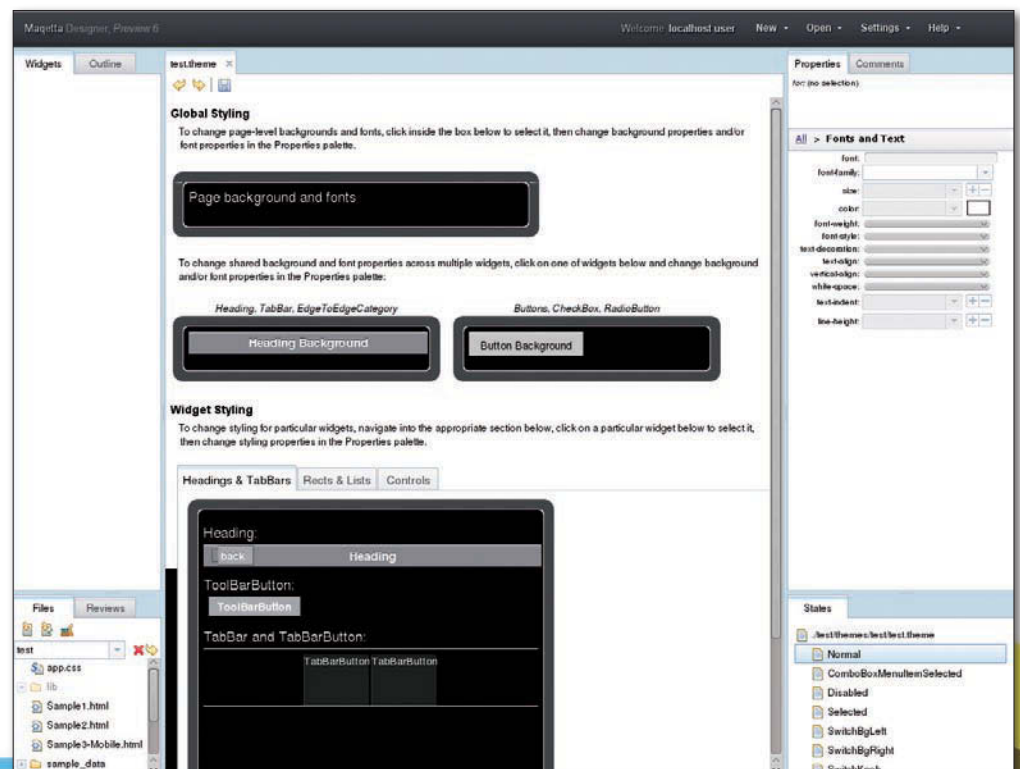 Maqetta Designer, Preview 6
Welcome localhost user New Open Settings Help
Widgets Outline
test.theme
Global Styling
To change page-level backgrounds and fonts, click inside the box below to select it, then change background properties and/or
font properties in the Properties palette.
Page background and fonts
To change shared background and font properties across multiple widgets, click on one of widgets below and change background
and/or font properties in the Properties palette:
Heading, TabBar, EdgeToEdgeCategory Buttons, CheckBox, RadioButton
Heading Background
Button Background
Widget Styling
To change styling for particular widgets, navigate into the appropriate section below, click on a particular widget below to select it,
then change styling properties in the Properties palette.
Headings & TabBars Rects & Lists Controls
Heading:
back Heading
ToolBarButton:
ToolBarButton
TabBar and TabBarButton:
TabBarButton TabBarButton
Properties Comments
for: (no selection)
All > Fonts and Text
font:
font-family:
size:
color:
font-weight:
font-style:
text-decoration:
text-align:
vertical-align:
white-space:
text-indent:
line-height:
Files Reviews
test
app.css
lib
Sample1.html
Sample2.html
Sample3-Mobile.html
sample_data
States
./test/themes/test/test.theme
Normal
ComboBoxMenuItemSelected
Disabled
Selected
SwitchBgLeft
SwitchBgRight